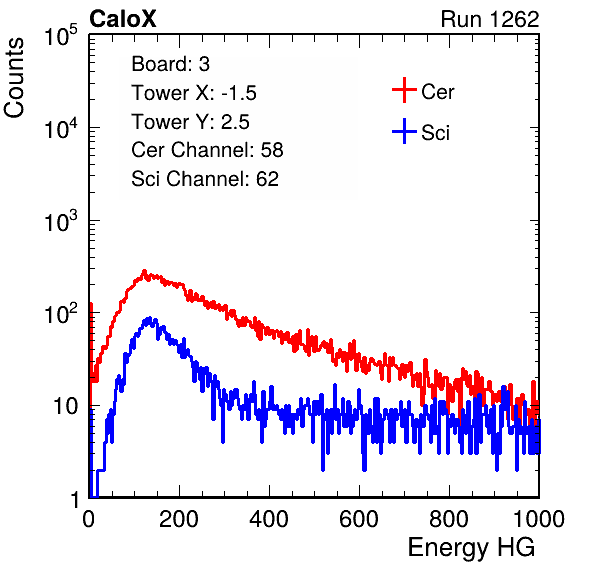 CaloX Run 1262
Counts
10^5
10^4
10^3
10^2
10
1
Board: 3
Tower X: -1.5
Tower Y: 2.5
Cer Channel: 58
Sci Channel: 62
Cer
Sci
0 200 400 600 800 1000
Energy HG